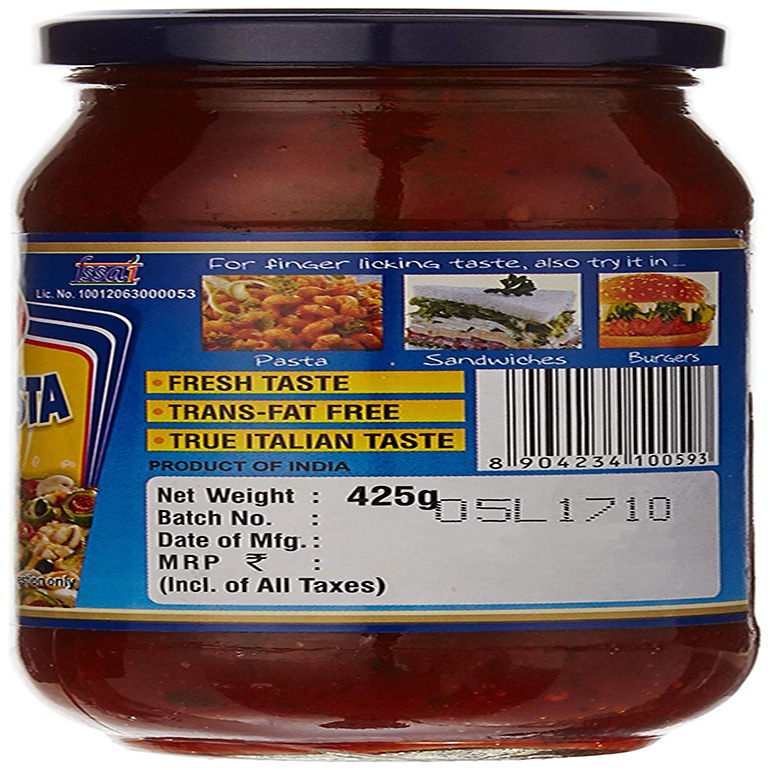 fssai
Lic. No. 10012063000053
For finger licking taste, also try it in ...
Pasta . Sandwiches Burgers
STA
• FRESH TASTE
• TRANS-FAT FREE
• TRUE ITALIAN TASTE
PRODUCT OF INDIA
8 904234 100593
Net Weight : 425g
Batch No. : OSL1710
Date of Mfg. :
MRP ₹ :
(Incl. of All Taxes)
only